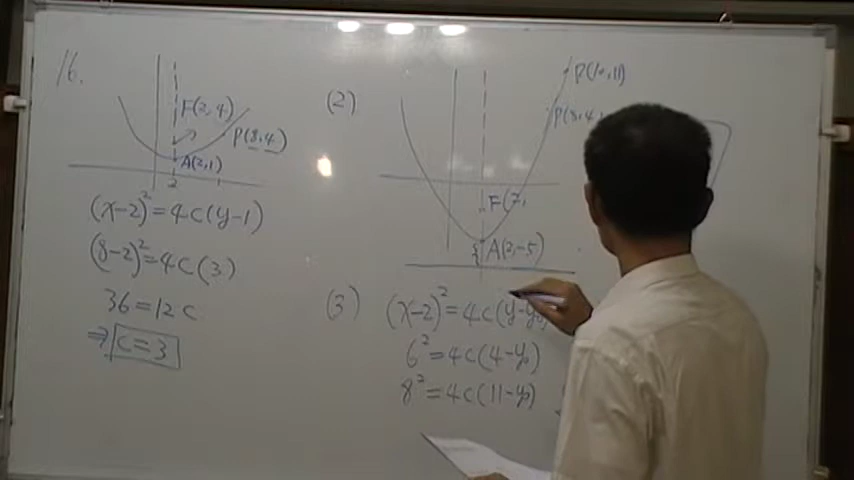 16.
F(2,4)
P(8,4)
A(2,1)
2
(x-2)²=4c(y-1)
(8-2)²=4c(3)
36=12c
⇒ c=3
(2)
P(10,11)
P(8,4
F(2,
A(2,-5)
(3)
(x-2)²=4c(y-y₀
6²=4c(4-y₀)
8²=4c(11-y₀)